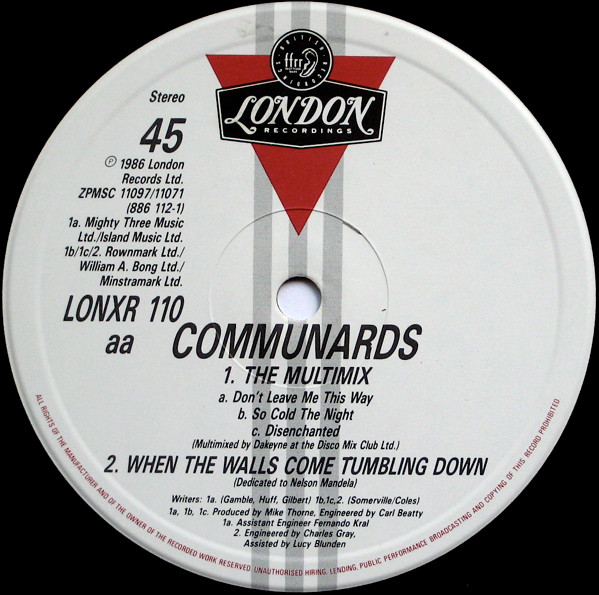 BRITISH RECORDINGS
ffrr
LONDON
RECORDINGS
Stereo
45
℗ 1986 London
Records Ltd.
ZPMSC 11097/11071
(886 112-1)
1a. Mighty Three Music
Ltd./Island Music Ltd.
1b/1c/2. Rownmark Ltd./
William A. Bong Ltd./
Minstramark Ltd.
LONXR 110
aa
COMMUNARDS
1. THE MULTIMIX
a. Don't Leave Me This Way
b. So Cold The Night
c. Disenchanted
(Multimixed by Dakeyne at the Disco Mix Club Ltd.)
2. WHEN THE WALLS COME TUMBLING DOWN
(Dedicated to Nelson Mandela)
Writers: 1a. (Gamble, Huff, Gilbert) 1b,1c,2. (Somerville/Coles)
1a, 1b, 1c. Produced by Mike Thorne, Engineered by Carl Beatty
1a. Assistant Engineer Fernando Kral
2. Engineered by Charles Gray,
Assisted by Lucy Blunden
ALL RIGHTS OF THE MANUFACTURER AND OF THE OWNER OF THE RECORDED WORK RESERVED. UNAUTHORISED HIRING, LENDING, PUBLIC PERFORMANCE BROADCASTING AND COPYING OF THIS RECORD PROHIBITED